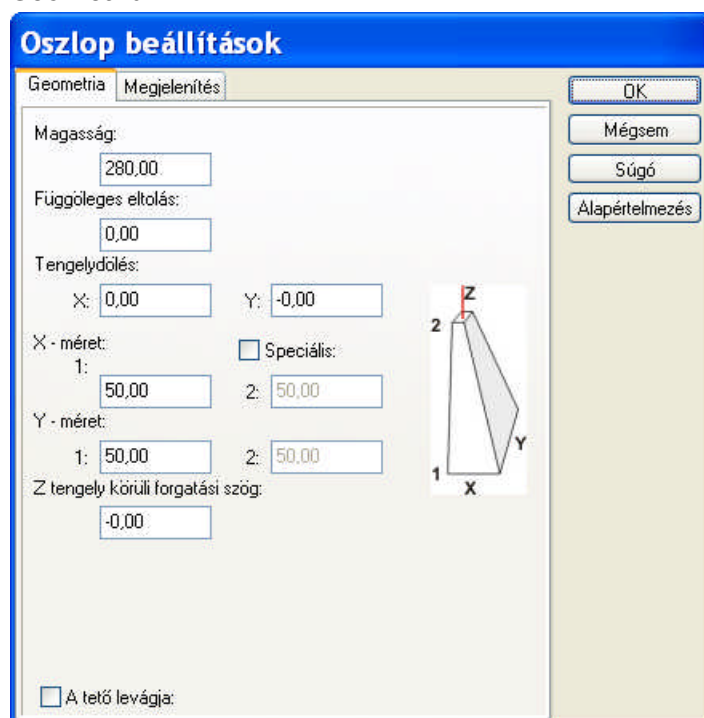 Oszlop beállítások
Geometria Megjelenítés
OK
Magasság:
Mégsem
280,00
Súgó
Függöleges eltolás:
Alapértelmezés
0,00
Tengelydölés:
X: 0,00 Y: -0,00
Z
2
X - méret: Speciális:
1:
50,00 2: 50,00
Y - méret:
Y
1: 50,00 2: 50,00
1
X
Z tengely körüli forgatási szög:
-0,00
A tető levágja: